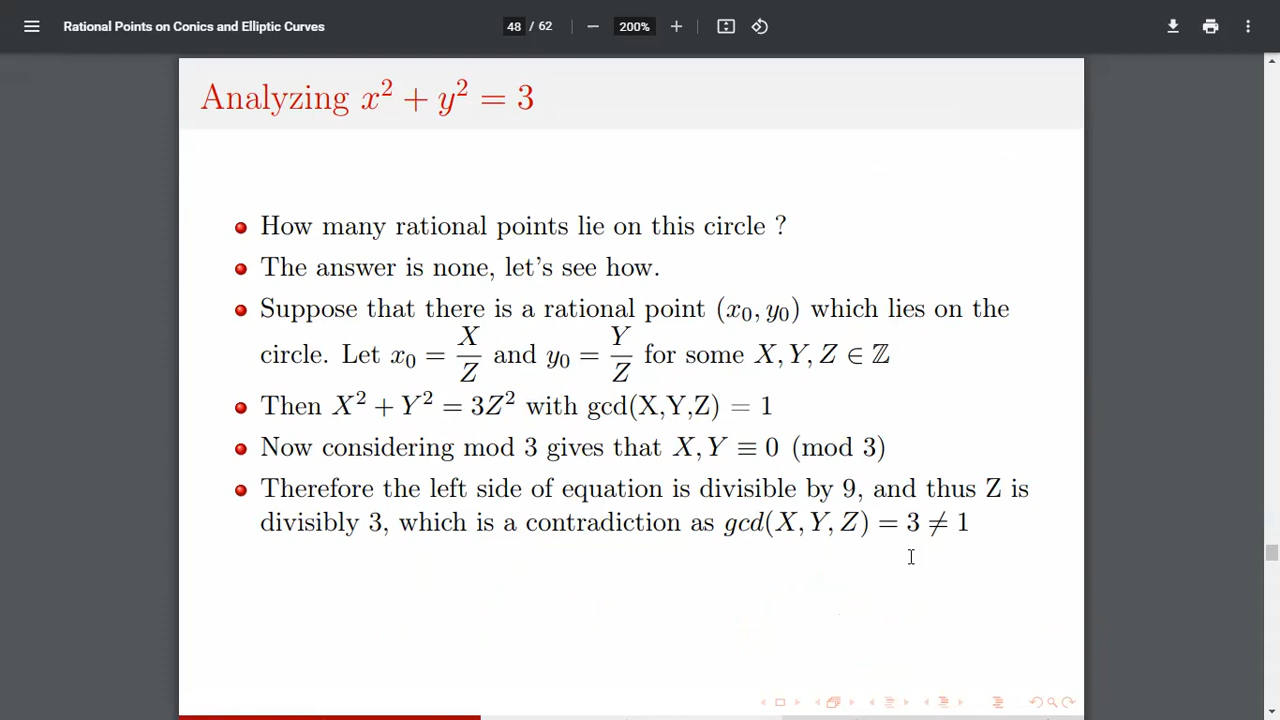 Rational Points on Conics and Elliptic Curves
48 / 62
200%
Analyzing x² + y² = 3
How many rational points lie on this circle ?
The answer is none, let's see how.
Suppose that there is a rational point (x₀, y₀) which lies on the
circle. Let x₀ = X/Z and y₀ = Y/Z for some X, Y, Z ∈ ℤ
Then X² + Y² = 3Z² with gcd(X,Y,Z) = 1
Now considering mod 3 gives that X, Y ≡ 0 (mod 3)
Therefore the left side of equation is divisible by 9, and thus Z is
divisibly 3, which is a contradiction as gcd(X, Y, Z) = 3 ≠ 1